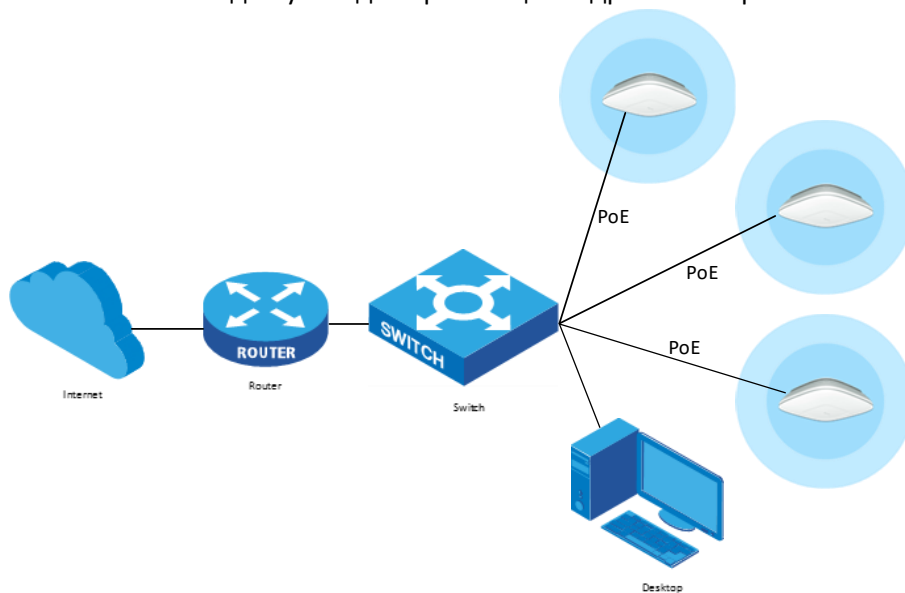 PoE
PoE
PoE
SWITCH
ROUTER
Internet
Router
Switch
Desktop